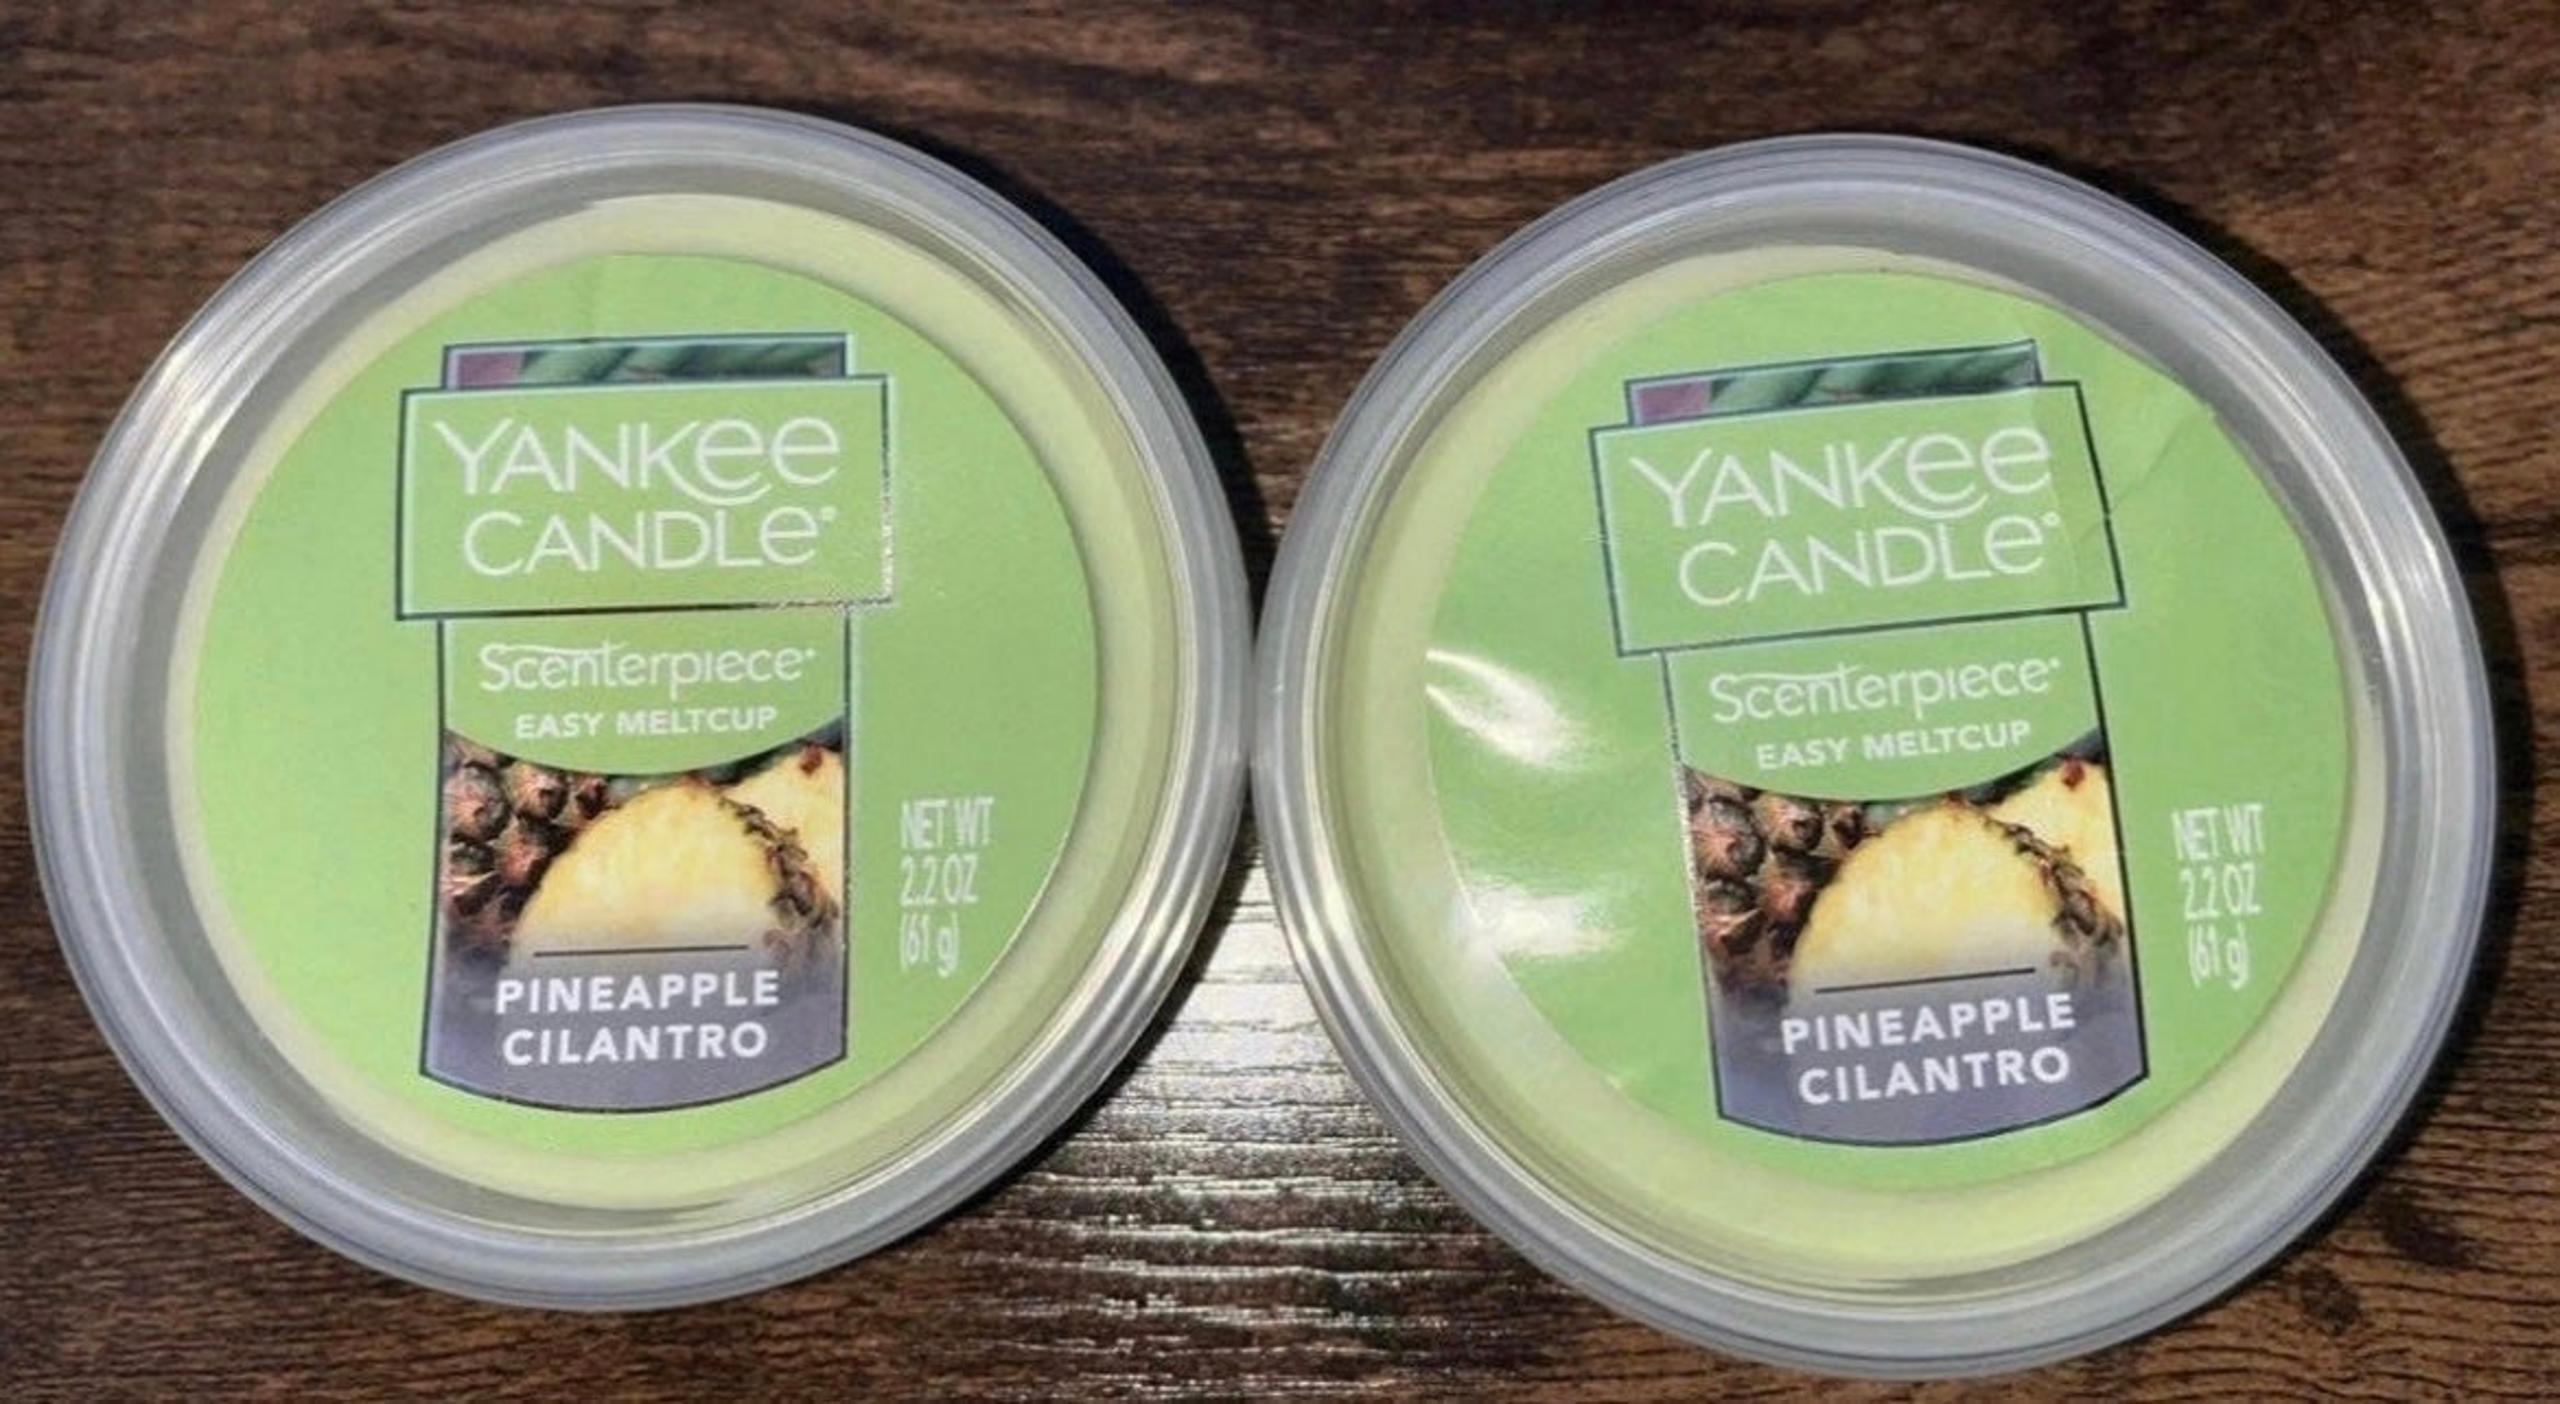 YANKee
CANDLe®
Scenterpiece®
EASY MELTCUP
NET WT
2.2 OZ
(61 g)
PINEAPPLE
CILANTRO
YANKee
CANDLe®
Scenterpiece®
EASY MELTCUP
NET WT
2.2 OZ
(61 g)
PINEAPPLE
CILANTRO